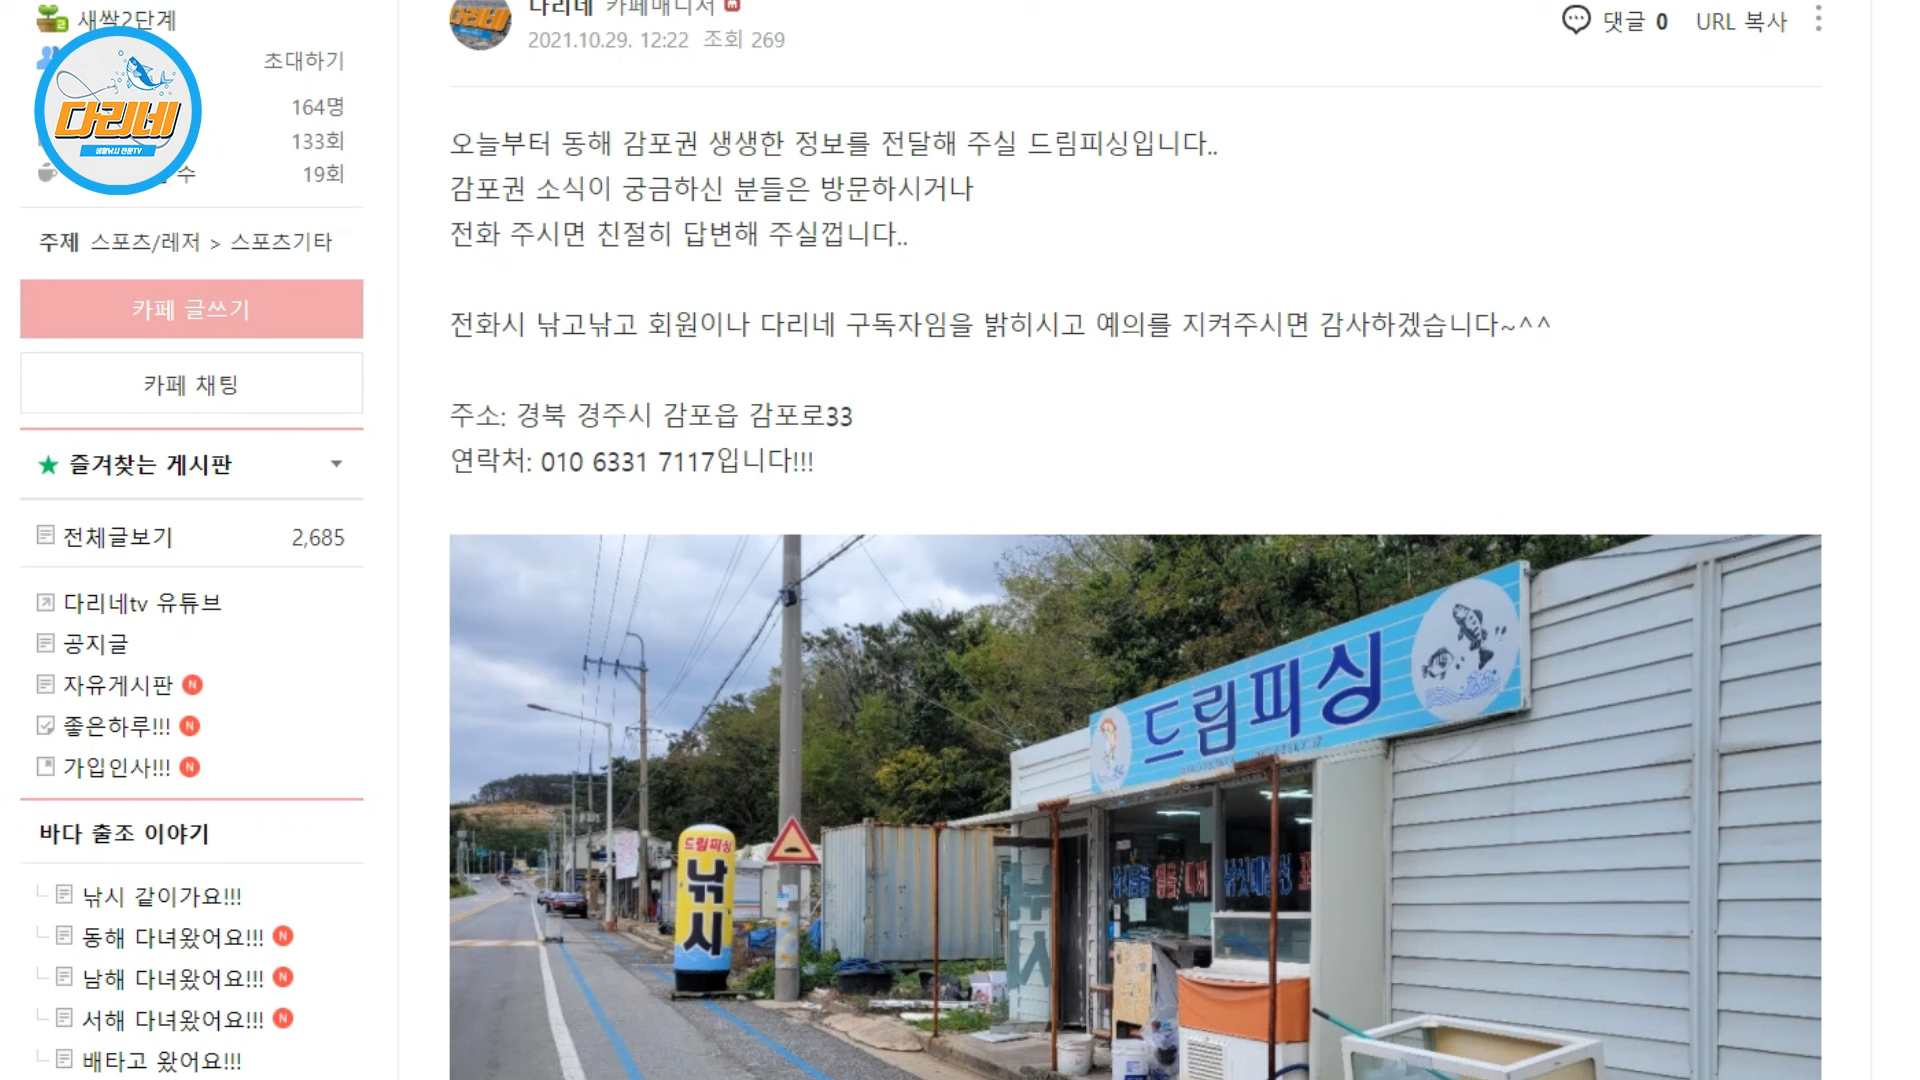 새싹2단계
초대하기
164명
133회
수 19회
다리네
생활낚시 전문TV
주제 스포츠/레저 > 스포츠기타
카페 글쓰기
카페 채팅
즐겨찾는 게시판
전체글보기 2,685
다리네tv 유튜브
공지글
자유게시판 N
좋은하루!!! N
가입인사!!! N
바다 출조 이야기
낚시 같이가요!!!
동해 다녀왔어요!!! N
남해 다녀왔어요!!! N
서해 다녀왔어요!!! N
배타고 왔어요!!!
다리네 카페매니저
2021.10.29. 12:22 조회 269
댓글 0 URL 복사
오늘부터 동해 감포권 생생한 정보를 전달해 주실 드림피싱입니다..
감포권 소식이 궁금하신 분들은 방문하시거나
전화 주시면 친절히 답변해 주실껍니다..
전화시 낚고낚고 회원이나 다리네 구독자임을 밝히시고 예의를 지켜주시면 감사하겠습니다~^^
주소: 경북 경주시 감포읍 감포로33
연락처: 010 6331 7117입니다!!!
드림피싱
드림피싱
낚시